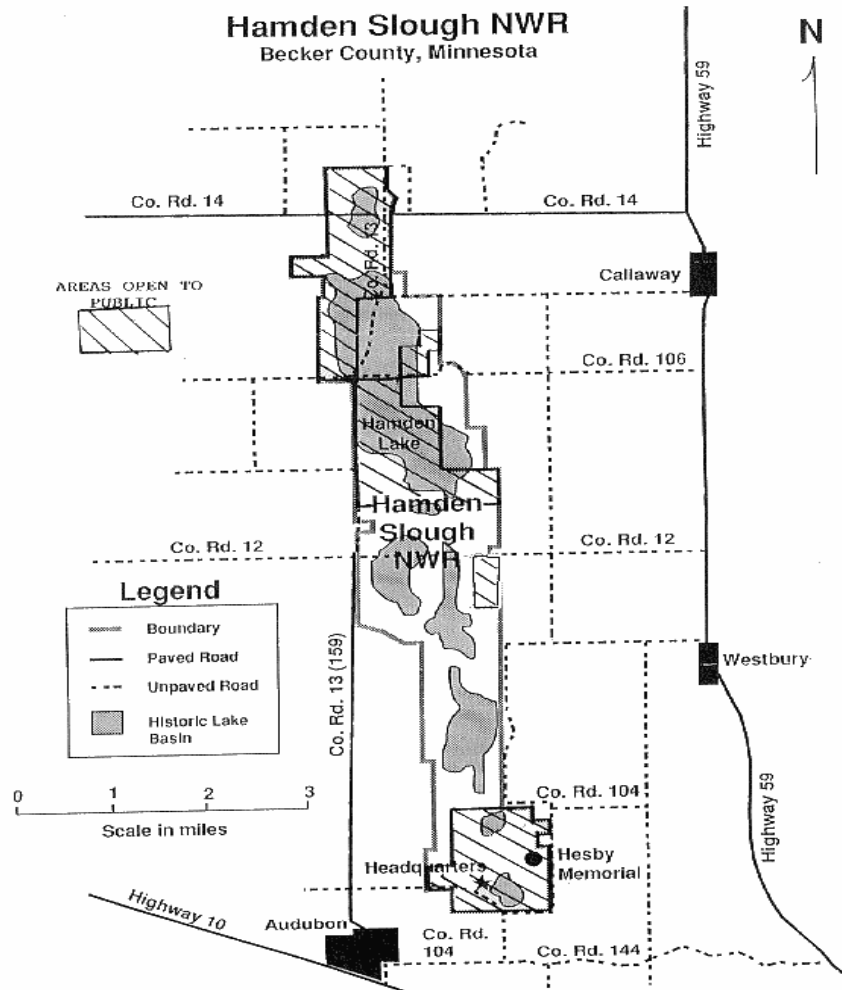 Hamden Slough NWR
Becker County, Minnesota
N
Highway 59
Co. Rd. 14
Co. Rd. 14
Co. Rd. 13
Callaway
AREAS OPEN TO
PUBLIC
Co. Rd. 106
Hamden
Lake
Hamden
Slough
NWR
Co. Rd. 12
Co. Rd. 12
Legend
Boundary
Paved Road
Unpaved Road
Historic Lake
Basin
Co. Rd. 13 (159)
Westbury
0 1 2 3
Scale in miles
Co. Rd. 104
Highway 59
Headquarters
Hesby
Memorial
Highway 10
Audubon
Co. Rd.
104
Co. Rd. 144